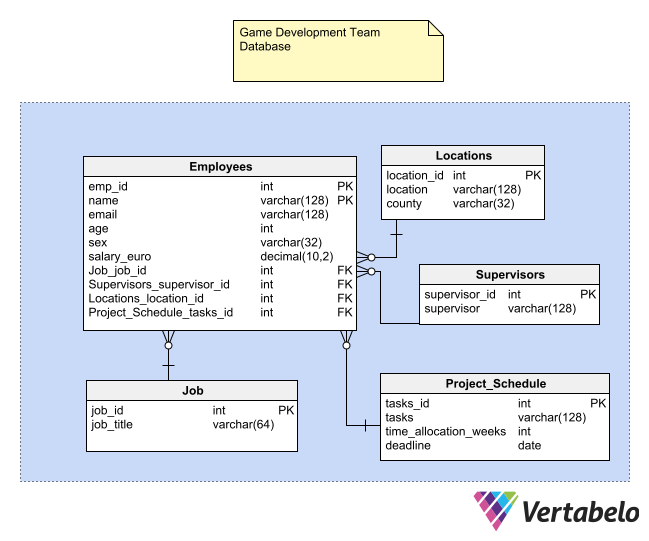 Game Development Team
Database
Employees
emp_id int PK
name varchar(128) PK
email varchar(128)
age int
sex varchar(32)
salary_euro decimal(10,2)
Job_job_id int FK
Supervisors_supervisor_id int FK
Locations_location_id int FK
Project_Schedule_tasks_id int FK
Locations
location_id int PK
location varchar(128)
county varchar(32)
Supervisors
supervisor_id int PK
supervisor varchar(128)
Job
job_id int PK
job_title varchar(64)
Project_Schedule
tasks_id int PK
tasks varchar(128)
time_allocation_weeks int
deadline date
Vertabelo